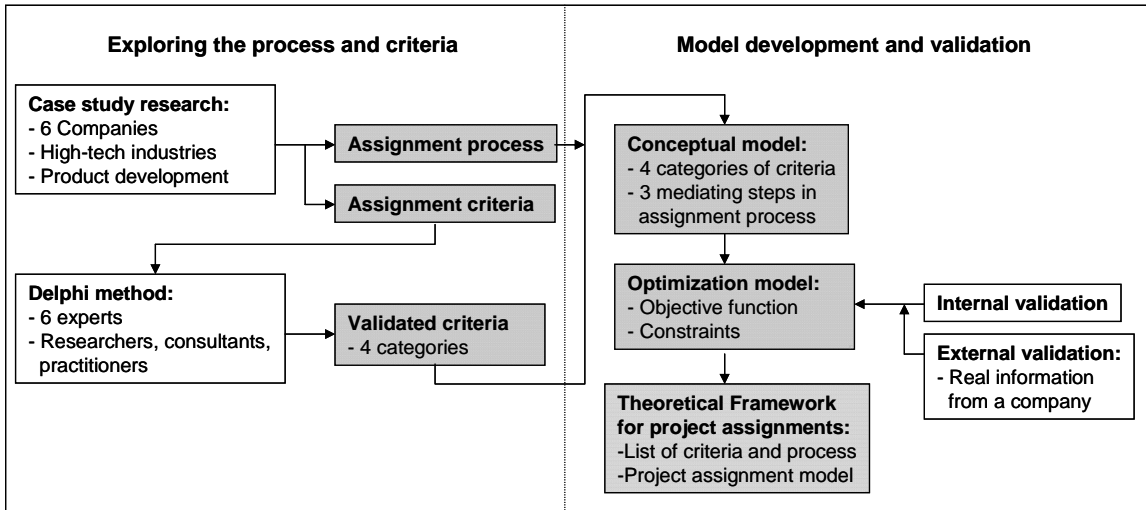 Exploring the process and criteria
Case study research:
- 6 Companies
- High-tech industries
- Product development
Assignment process
Assignment criteria
Delphi method:
- 6 experts
- Researchers, consultants,
practitioners
Validated criteria
- 4 categories
Model development and validation
Conceptual model:
- 4 categories of criteria
- 3 mediating steps in
assignment process
Optimization model:
- Objective function
- Constraints
Internal validation
External validation:
- Real information
from a company
Theoretical Framework
for project assignments:
-List of criteria and process
-Project assignment model